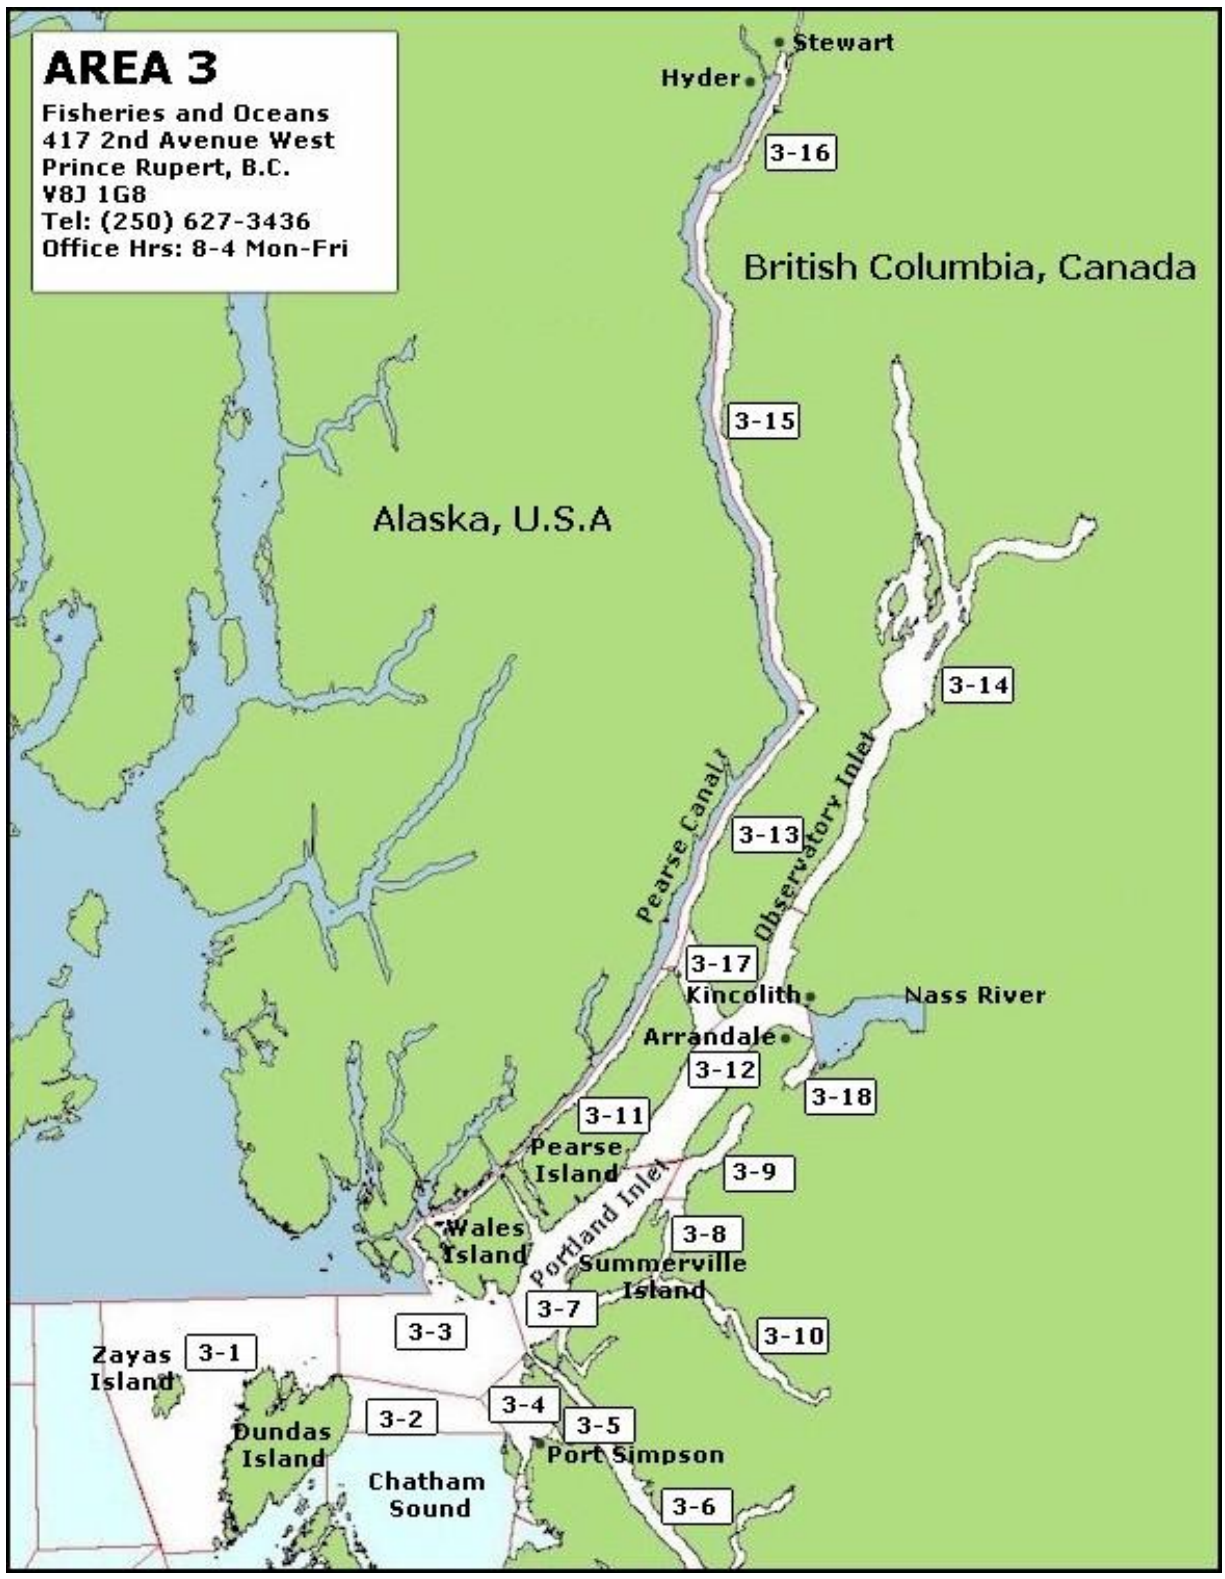 AREA 3
Fisheries and Oceans
417 2nd Avenue West
Prince Rupert, B.C.
V8J 1G8
Tel: (250) 627-3436
Office Hrs: 8-4 Mon-Fri
Stewart
Hyder
3-16
British Columbia, Canada
3-15
Alaska, U.S.A
3-14
Pearse Canal
3-13
Observatory Inlet
3-17
Kincolith
Nass River
Arrandale
3-12
3-18
3-11
Pearse
Island
3-9
Portland Inlet
Wales
Island
3-8
Summerville
Island
3-7
3-3
3-10
Zayas
Island
3-1
3-4
3-2
3-5
Dundas
Island
Port Simpson
Chatham
Sound
3-6